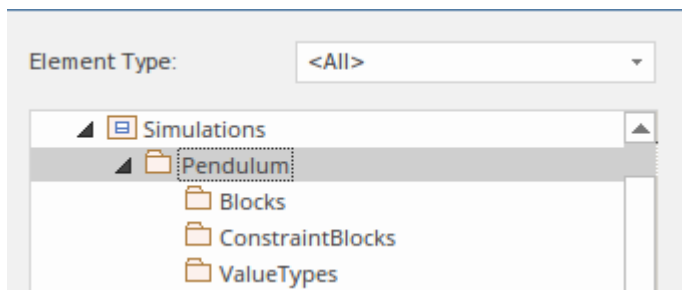 Element Type: <All>
Simulations
Pendulum
Blocks
ConstraintBlocks
ValueTypes